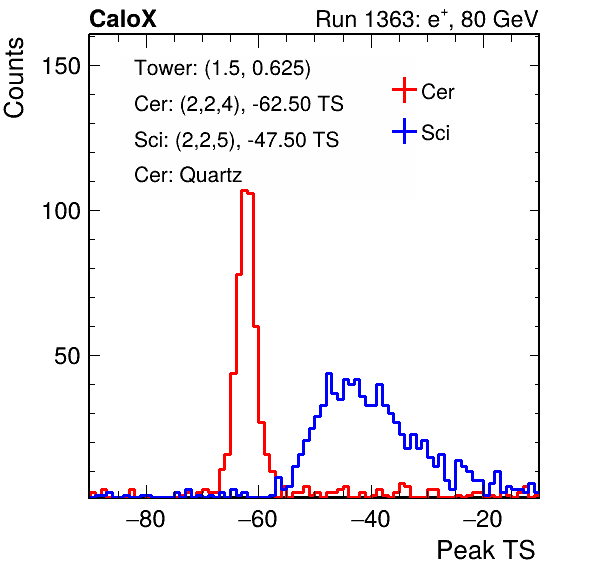 CaloX Run 1363: e⁺, 80 GeV
Counts
150
100
50
Tower: (1.5, 0.625)
Cer: (2,2,4), -62.50 TS
Sci: (2,2,5), -47.50 TS
Cer: Quartz
Cer
Sci
−80 −60 −40 −20
Peak TS